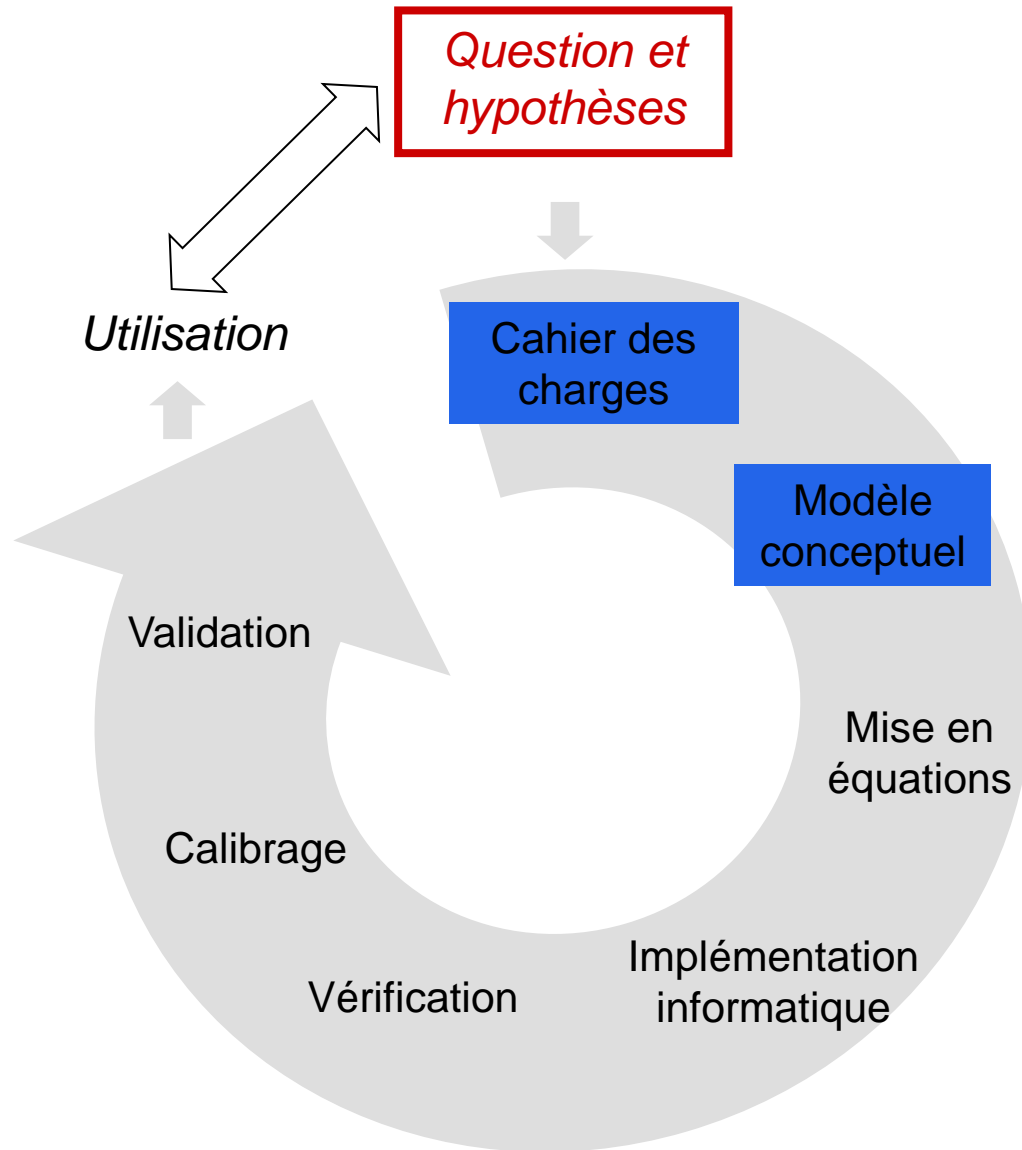 Question et
hypothèses
Utilisation
Cahier des
charges
Modèle
conceptuel
Mise en
équations
Implémentation
informatique
Vérification
Calibrage
Validation